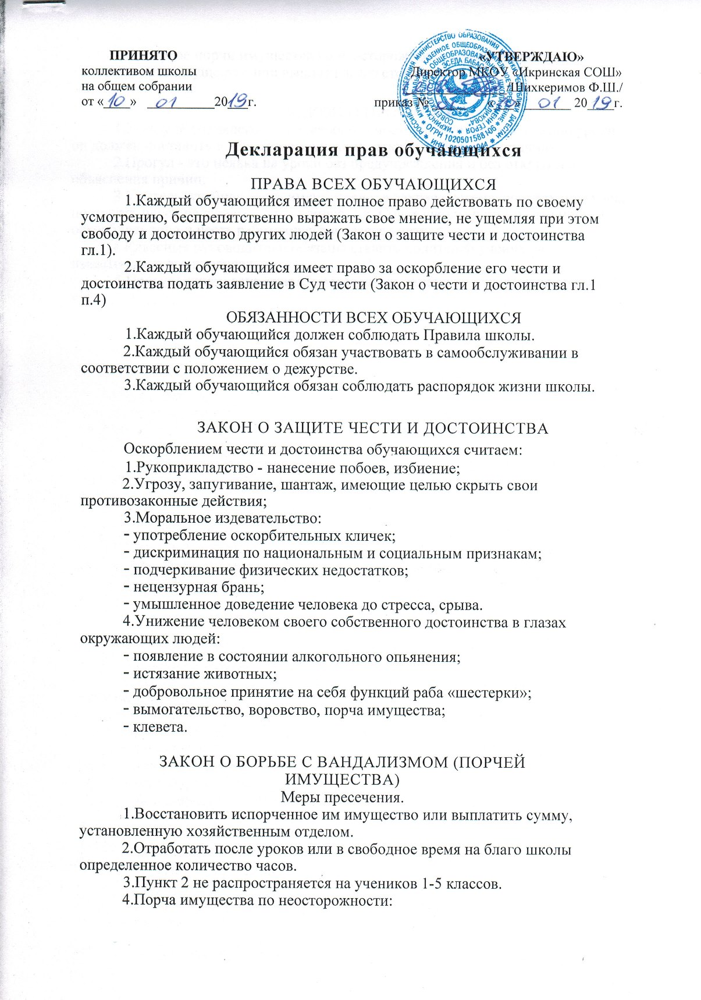 ПРИНЯТО
коллективом школы
на общем собрании
от «10» 01 2019г.
«УТВЕРЖДАЮ»
Директор МКОУ «Икринская СОШ»
/Шихкеримов Ф.Ш./
приказ № 01 «10» 01 2019г.
Декларация прав обучающихся
ПРАВА ВСЕХ ОБУЧАЮЩИХСЯ
1.Каждый обучающийся имеет полное право действовать по своему
усмотрению, беспрепятственно выражать свое мнение, не ущемляя при этом
свободу и достоинство других людей (Закон о защите чести и достоинства
гл.1).
2.Каждый обучающийся имеет право за оскорбление его чести и
достоинства подать заявление в Суд чести (Закон о чести и достоинства гл.1
п.4)
ОБЯЗАННОСТИ ВСЕХ ОБУЧАЮЩИХСЯ
1.Каждый обучающийся должен соблюдать Правила школы.
2.Каждый обучающийся обязан участвовать в самообслуживании в
соответствии с положением о дежурстве.
3.Каждый обучающийся обязан соблюдать распорядок жизни школы.
ЗАКОН О ЗАЩИТЕ ЧЕСТИ И ДОСТОИНСТВА
Оскорблением чести и достоинства обучающихся считаем:
1.Рукоприкладство - нанесение побоев, избиение;
2.Угрозу, запугивание, шантаж, имеющие целью скрыть свои
противозаконные действия;
3.Моральное издевательство:
- употребление оскорбительных кличек;
- дискриминация по национальным и социальным признакам;
- подчеркивание физических недостатков;
- нецензурная брань;
- умышленное доведение человека до стресса, срыва.
4.Унижение человеком своего собственного достоинства в глазах
окружающих людей:
- появление в состоянии алкогольного опьянения;
- истязание животных;
- добровольное принятие на себя функций раба «шестерки»;
- вымогательство, воровство, порча имущества;
- клевета.
ЗАКОН О БОРЬБЕ С ВАНДАЛИЗМОМ (ПОРЧЕЙ
ИМУЩЕСТВА)
Меры пресечения.
1.Восстановить испорченное им имущество или выплатить сумму,
установленную хозяйственным отделом.
2.Отработать после уроков или в свободное время на благо школы
определенное количество часов.
3.Пункт 2 не распространяется на учеников 1-5 классов.
4.Порча имущества по неосторожности: